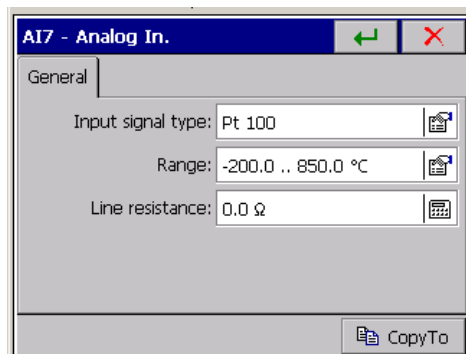 AI7 - Analog In.
General
Input signal type: Pt 100
Range: -200.0 .. 850.0 °C
Line resistance: 0.0 Ω
CopyTo